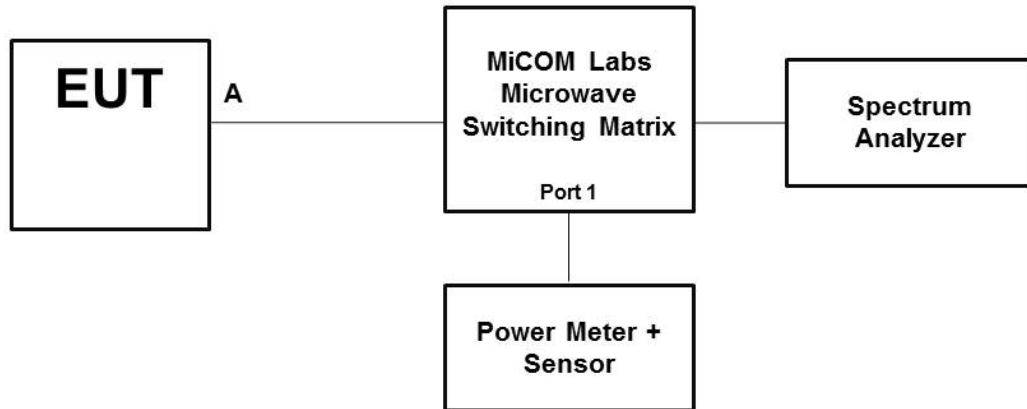 EUT
A
MiCOM Labs
Microwave
Switching Matrix
Port 1
Spectrum
Analyzer
Power Meter +
Sensor